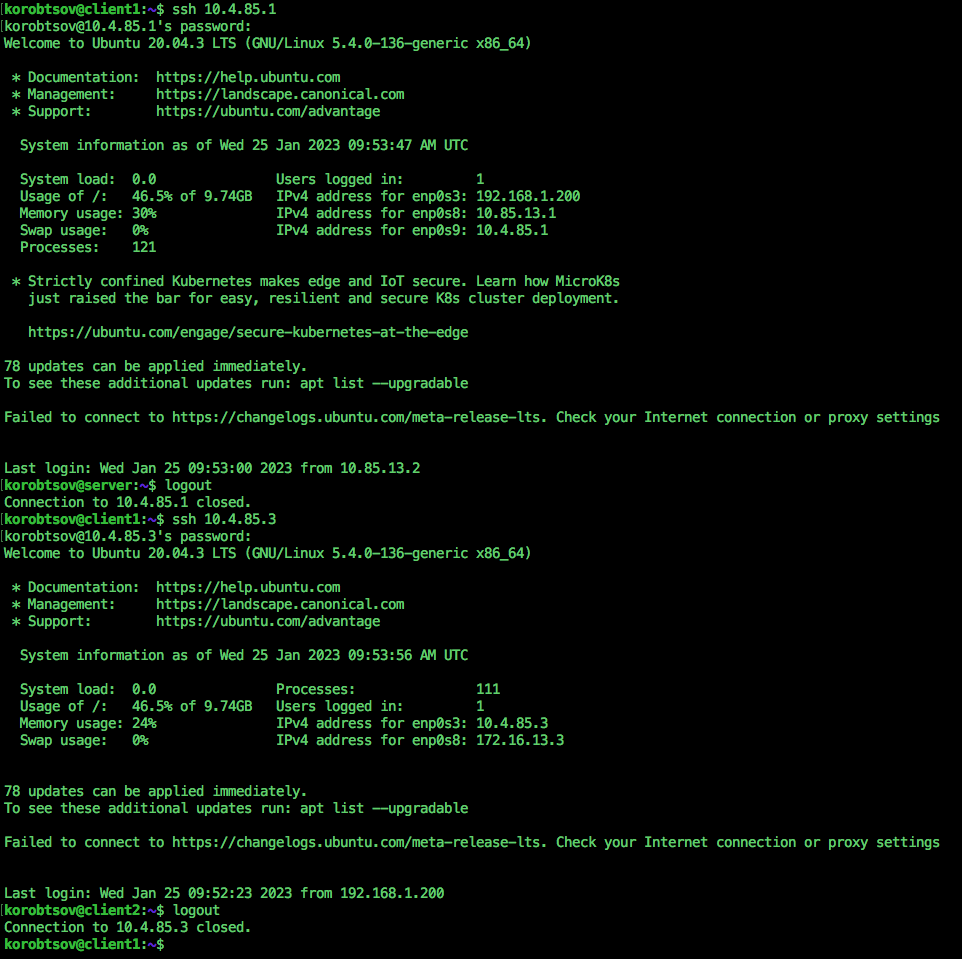 [korobtsov@client1:~$ ssh 10.4.85.1
[korobtsov@10.4.85.1's password:
Welcome to Ubuntu 20.04.3 LTS (GNU/Linux 5.4.0-136-generic x86_64)

 * Documentation:  https://help.ubuntu.com
 * Management:     https://landscape.canonical.com
 * Support:        https://ubuntu.com/advantage

  System information as of Wed 25 Jan 2023 09:53:47 AM UTC

  System load:  0.0               Users logged in:         1
  Usage of /:   46.5% of 9.74GB   IPv4 address for enp0s3: 192.168.1.200
  Memory usage: 30%               IPv4 address for enp0s8: 10.85.13.1
  Swap usage:   0%                IPv4 address for enp0s9: 10.4.85.1
  Processes:    121

 * Strictly confined Kubernetes makes edge and IoT secure. Learn how MicroK8s
   just raised the bar for easy, resilient and secure K8s cluster deployment.

   https://ubuntu.com/engage/secure-kubernetes-at-the-edge

78 updates can be applied immediately.
To see these additional updates run: apt list --upgradable

Failed to connect to https://changelogs.ubuntu.com/meta-release-lts. Check your Internet connection or proxy settings


Last login: Wed Jan 25 09:53:00 2023 from 10.85.13.2
[korobtsov@server:~$ logout
Connection to 10.4.85.1 closed.
[korobtsov@client1:~$ ssh 10.4.85.3
[korobtsov@10.4.85.3's password:
Welcome to Ubuntu 20.04.3 LTS (GNU/Linux 5.4.0-136-generic x86_64)

 * Documentation:  https://help.ubuntu.com
 * Management:     https://landscape.canonical.com
 * Support:        https://ubuntu.com/advantage

  System information as of Wed 25 Jan 2023 09:53:56 AM UTC

  System load:  0.0               Processes:               111
  Usage of /:   46.5% of 9.74GB   Users logged in:         1
  Memory usage: 24%               IPv4 address for enp0s3: 10.4.85.3
  Swap usage:   0%                IPv4 address for enp0s8: 172.16.13.3


78 updates can be applied immediately.
To see these additional updates run: apt list --upgradable

Failed to connect to https://changelogs.ubuntu.com/meta-release-lts. Check your Internet connection or proxy settings


Last login: Wed Jan 25 09:52:23 2023 from 192.168.1.200
[korobtsov@client2:~$ logout
Connection to 10.4.85.3 closed.
korobtsov@client1:~$